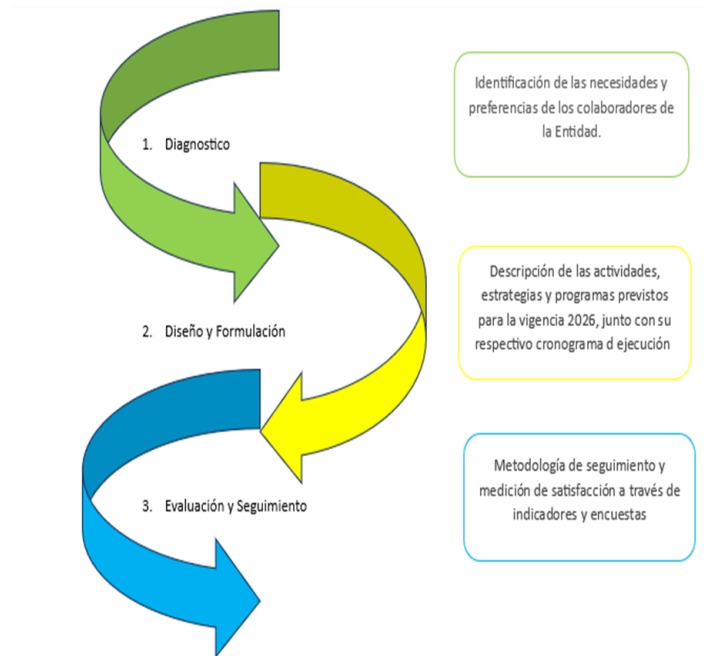 1. Diagnostico
Identificación de las necesidades y
preferencias de los colaboradores de
la Entidad.
2. Diseño y Formulación
Descripción de las actividades,
estrategias y programas previstos
para la vigencia 2026, junto con su
respectivo cronograma d ejecución
3. Evaluación y Seguimiento
Metodología de seguimiento y
medición de satisfacción a través de
indicadores y encuestas